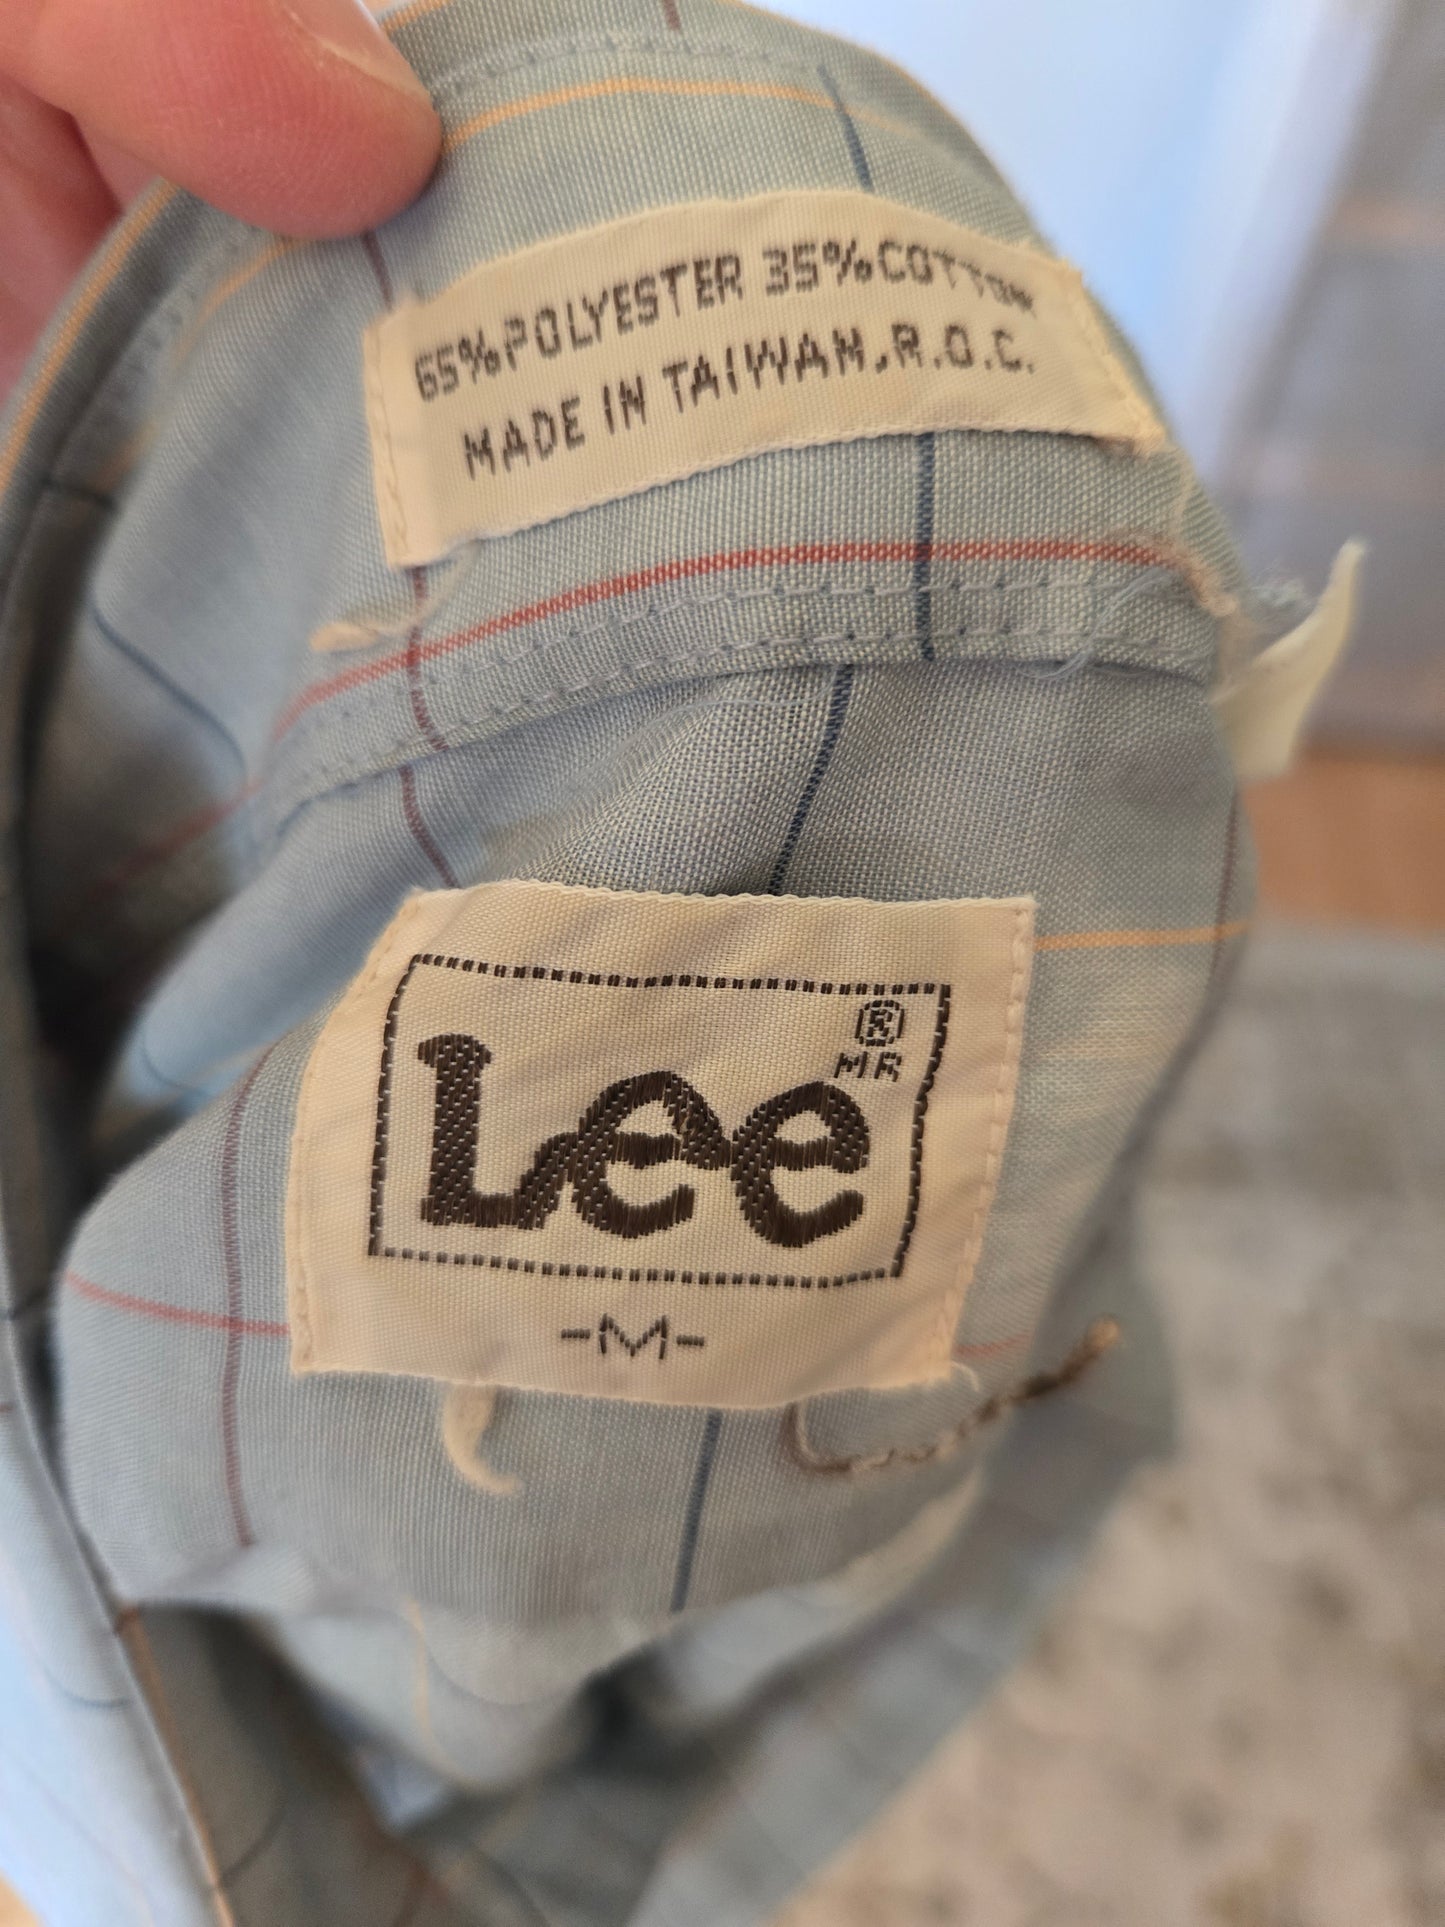 65% POLYESTER 35% COTTON
MADE IN TAIWAN.R.O.C.
Lee ®
MR
-M-